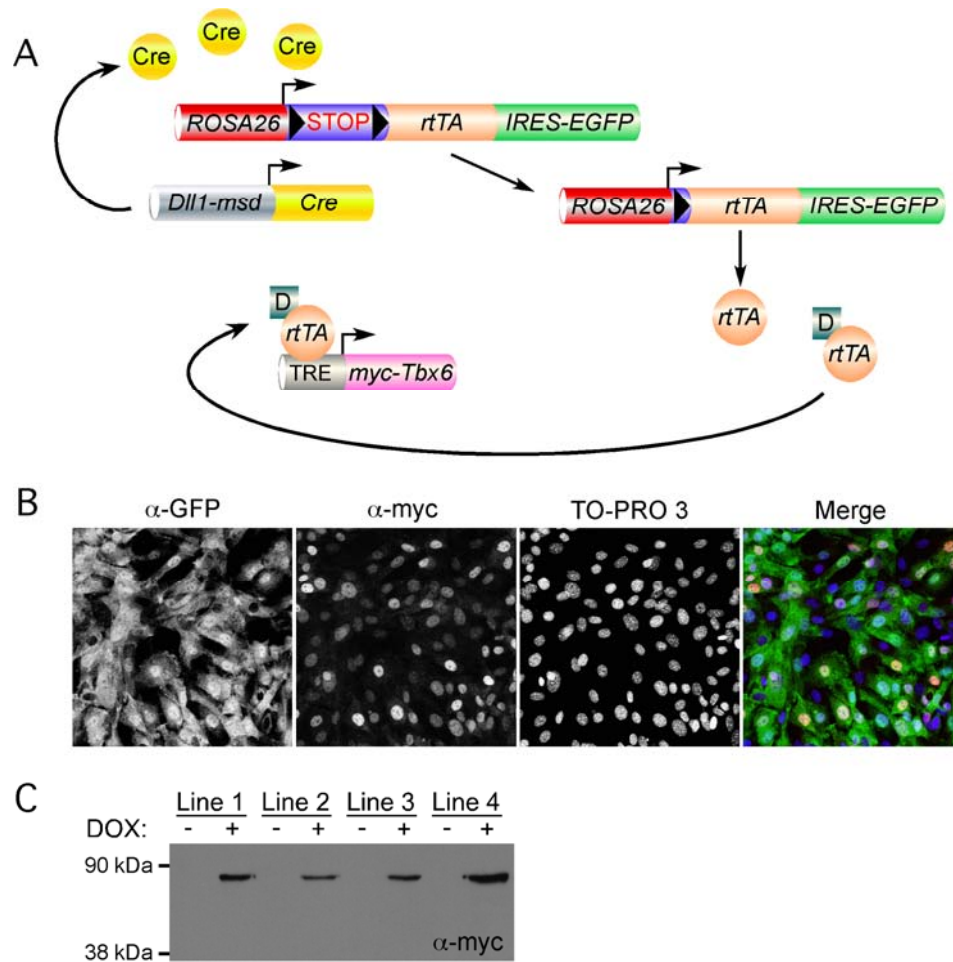 A
Cre Cre Cre
ROSA26 STOP rtTA IRES-EGFP
Dll1-msd Cre
ROSA26 rtTA IRES-EGFP
D
rtTA
TRE myc-Tbx6
rtTA
D
rtTA
B
α-GFP α-myc TO-PRO 3 Merge
C
Line 1 Line 2 Line 3 Line 4
DOX: - + - + - + - +
90 kDa
38 kDa
α-myc